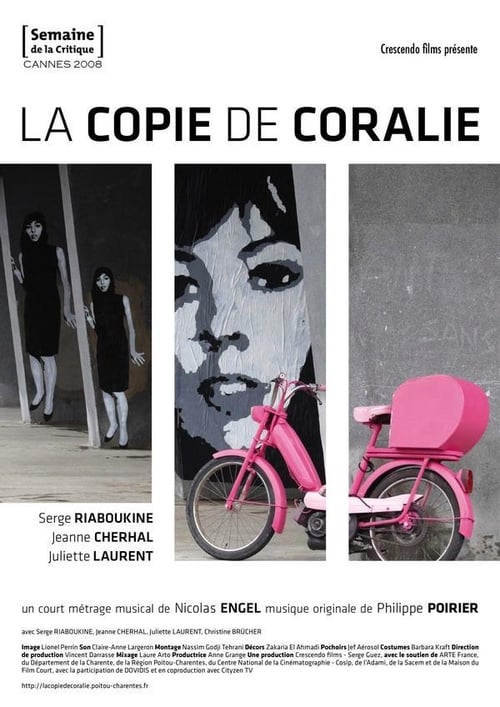 Semaine
de la Critique
CANNES 2008
Crescendo films présente
LA COPIE DE CORALIE
Serge RIABOUKINE
Jeanne CHERHAL
Juliette LAURENT
un court métrage musical de Nicolas ENGEL musique originale de Philippe POIRIER
avec Serge RIABOUKINE, Jeanne CHERHAL, Juliette LAURENT, Christine BRÜCHER
Image Lionel Perrin Son Claire-Anne Largeron Montage Nassim Godji Tehrani Décors Zakaria El Ahmadi Pochoirs Jef Aérosol Costumes Barbara Kraft Direction
de production Vincent Darrasse Mixage Laure Arto Productrice Anne Grange Une production Crescendo films - Serge Guez, avec le soutien de ARTE France,
du Département de la Charente, de la Région Poitou-Charentes, du Centre National de la Cinématographie - Cosip, de l'Adami, de la Sacem et de la Maison du
Film Court, avec la participation de DOVIDIS et en coproduction avec Cityzen TV
http://lacopiedecoralie.poitou-charentes.fr